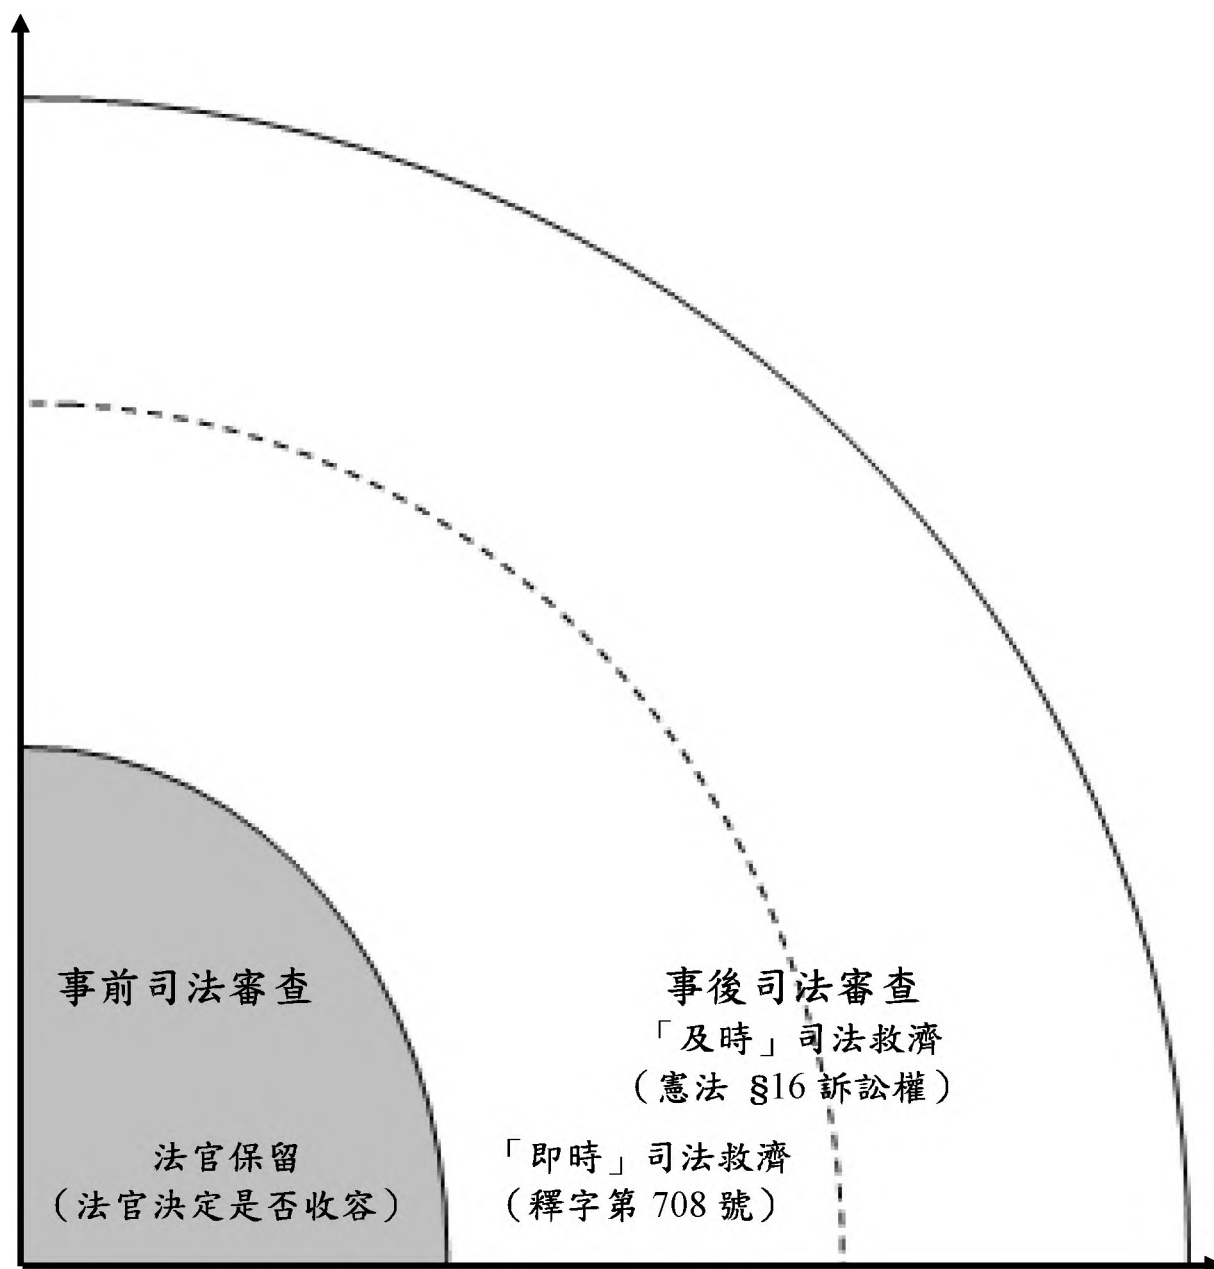 事前司法審查
事後司法審查
「及時」司法救濟
（憲法 §16 訴訟權）
法官保留
（法官決定是否收容）
「即時」司法救濟
（釋字第 708 號）